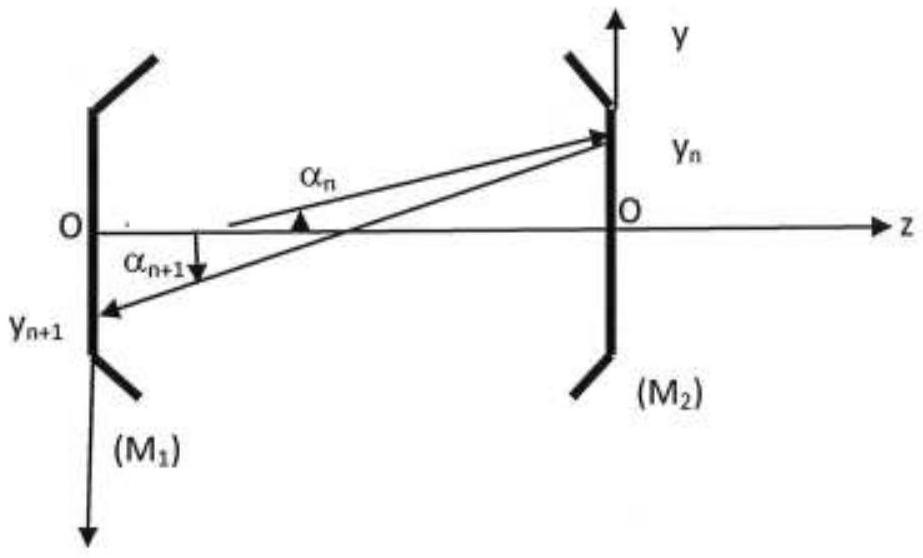 y
αn
yn
O
O
z
αn+1
yn+1
(M2)
(M1)